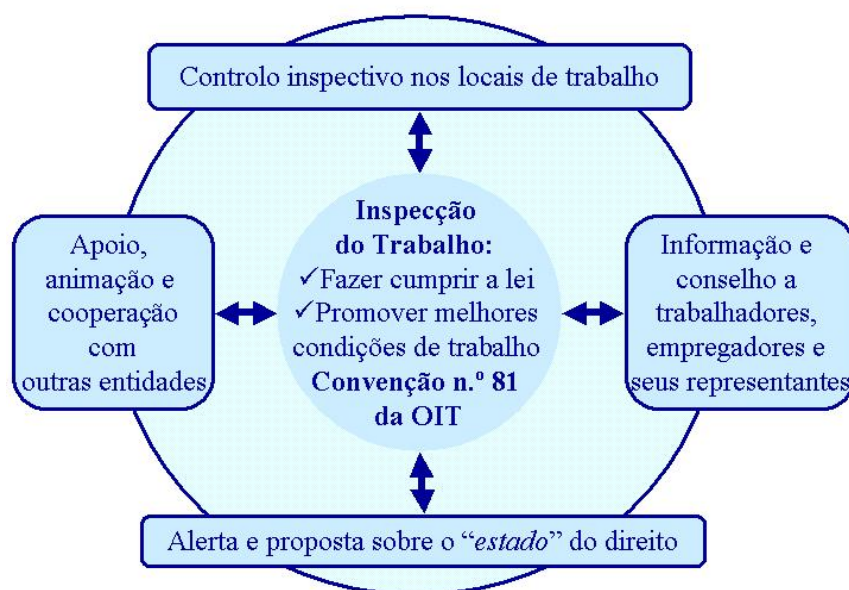 Controlo inspectivo nos locais de trabalho
Apoio,
animação e
cooperação
com
outras entidades
Inspecção
do Trabalho:
✓Fazer cumprir a lei
✓Promover melhores
condições de trabalho
Convenção n.º 81
da OIT
Informação e
conselho a
trabalhadores,
empregadores e
seus representantes
Alerta e proposta sobre o “estado” do direito